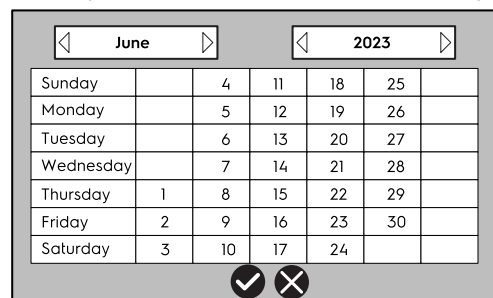 June 2023
Sunday 4 11 18 25
Monday 5 12 19 26
Tuesday 6 13 20 27
Wednesday 7 14 21 28
Thursday 1 8 15 22 29
Friday 2 9 16 23 30
Saturday 3 10 17 24